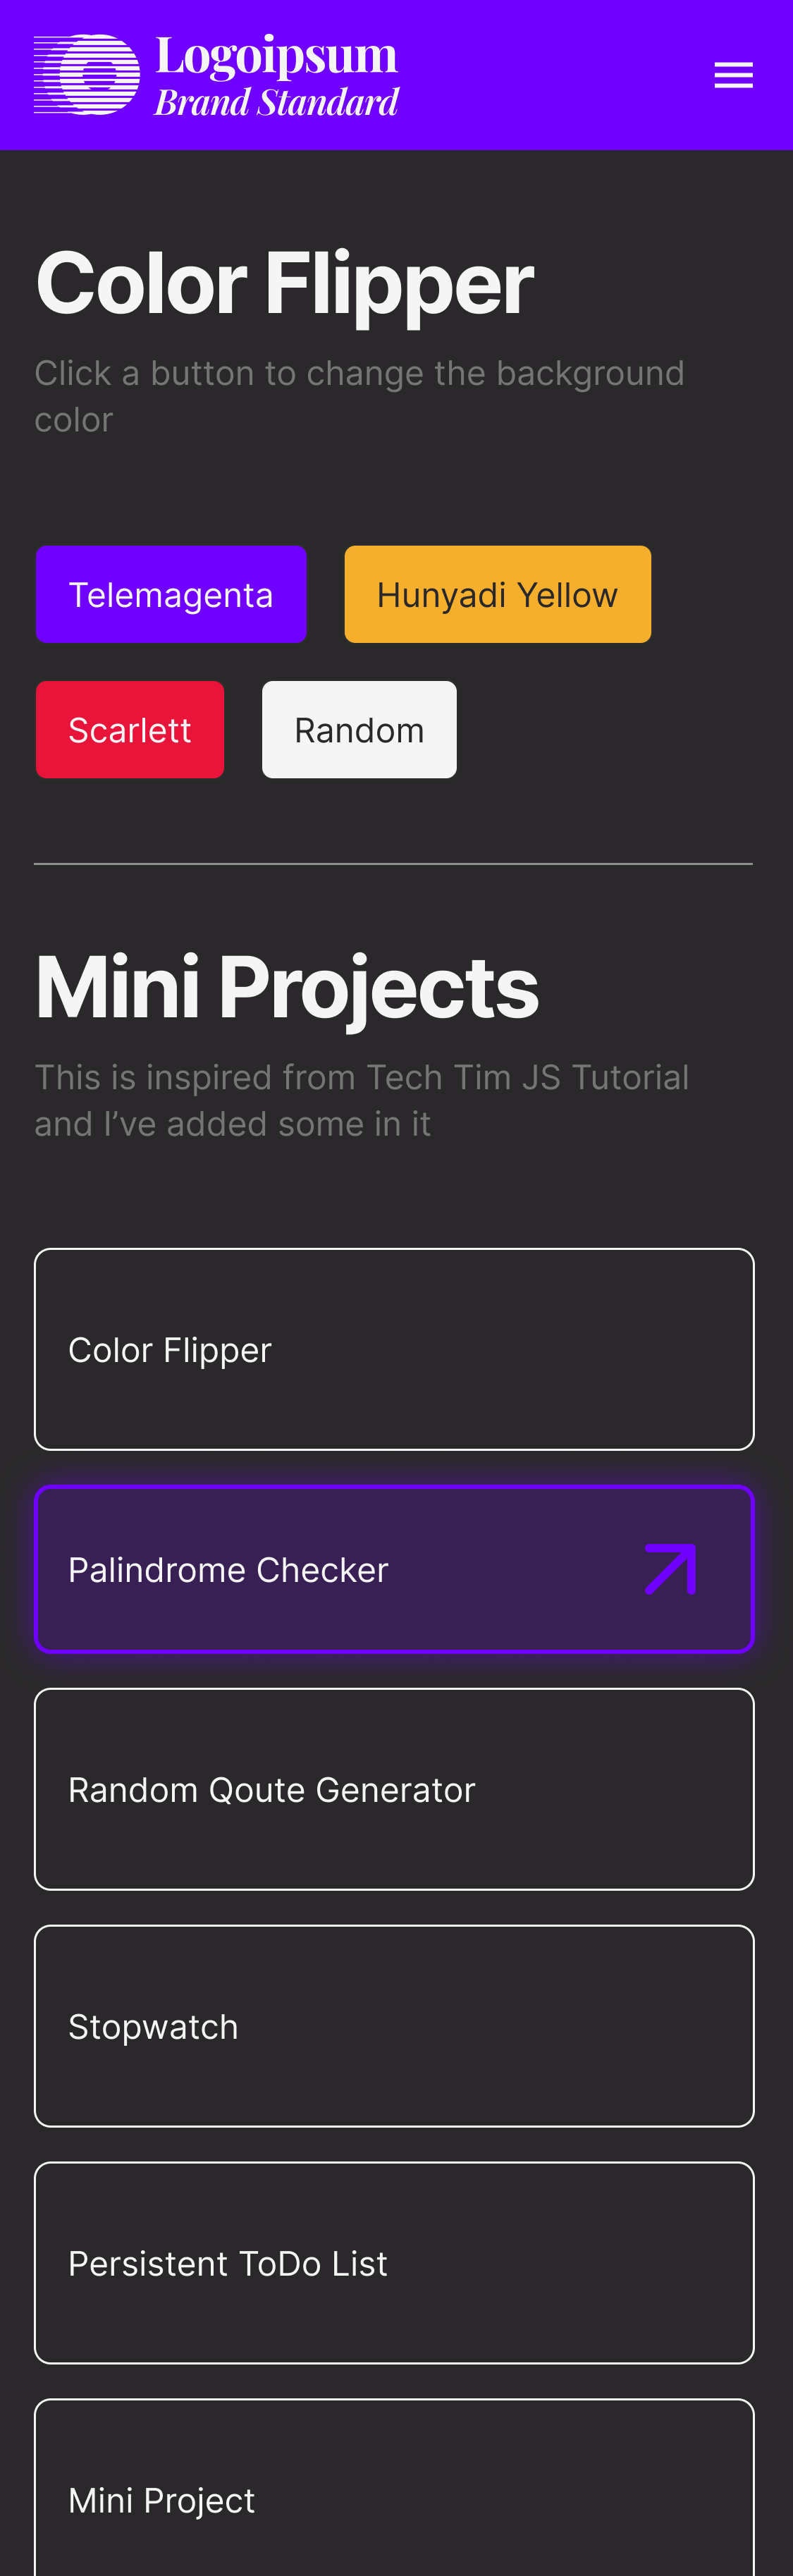 Logoipsum
Brand Standard
Color Flipper
Click a button to change the background
color
Telemagenta
Hunyadi Yellow
Scarlett
Random
Mini Projects
This is inspired from Tech Tim JS Tutorial
and I’ve added some in it
Color Flipper
Palindrome Checker
Random Qoute Generator
Stopwatch
Persistent ToDo List
Mini Project